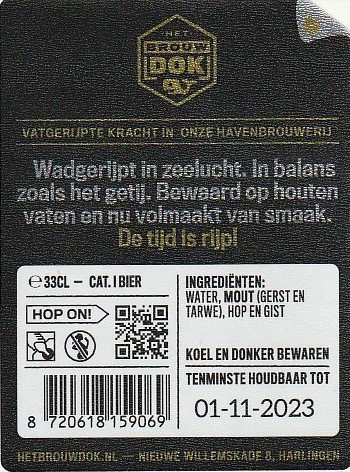 HET
BROUW
DOK
VATGERIJPTE KRACHT IN ONZE HAVENBROUWERIJ
Wadgerijpt in zeelucht. In balans
zoals het getij. Bewaard op houten
vaten en nu volmaakt van smaak.
De tijd is rijp!
℮33CL – CAT. I BIER
HOP ON!
8 720618 159069
INGREDIËNTEN:
WATER, MOUT (GERST EN
TARWE), HOP EN GIST
KOEL EN DONKER BEWAREN
TENMINSTE HOUDBAAR TOT
01-11-2023
HETBROUWDOK.NL — NIEUWE WILLEMSKADE 8, HARLINGEN